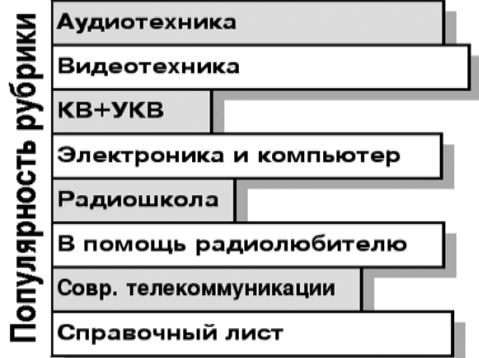 Популярность рубрики
Аудиотехника
Видеотехника
КВ+УКВ
Электроника и компьютер
Радиошкола
В помощь радиолюбителю
Совр. телекоммуникации
Справочный лист